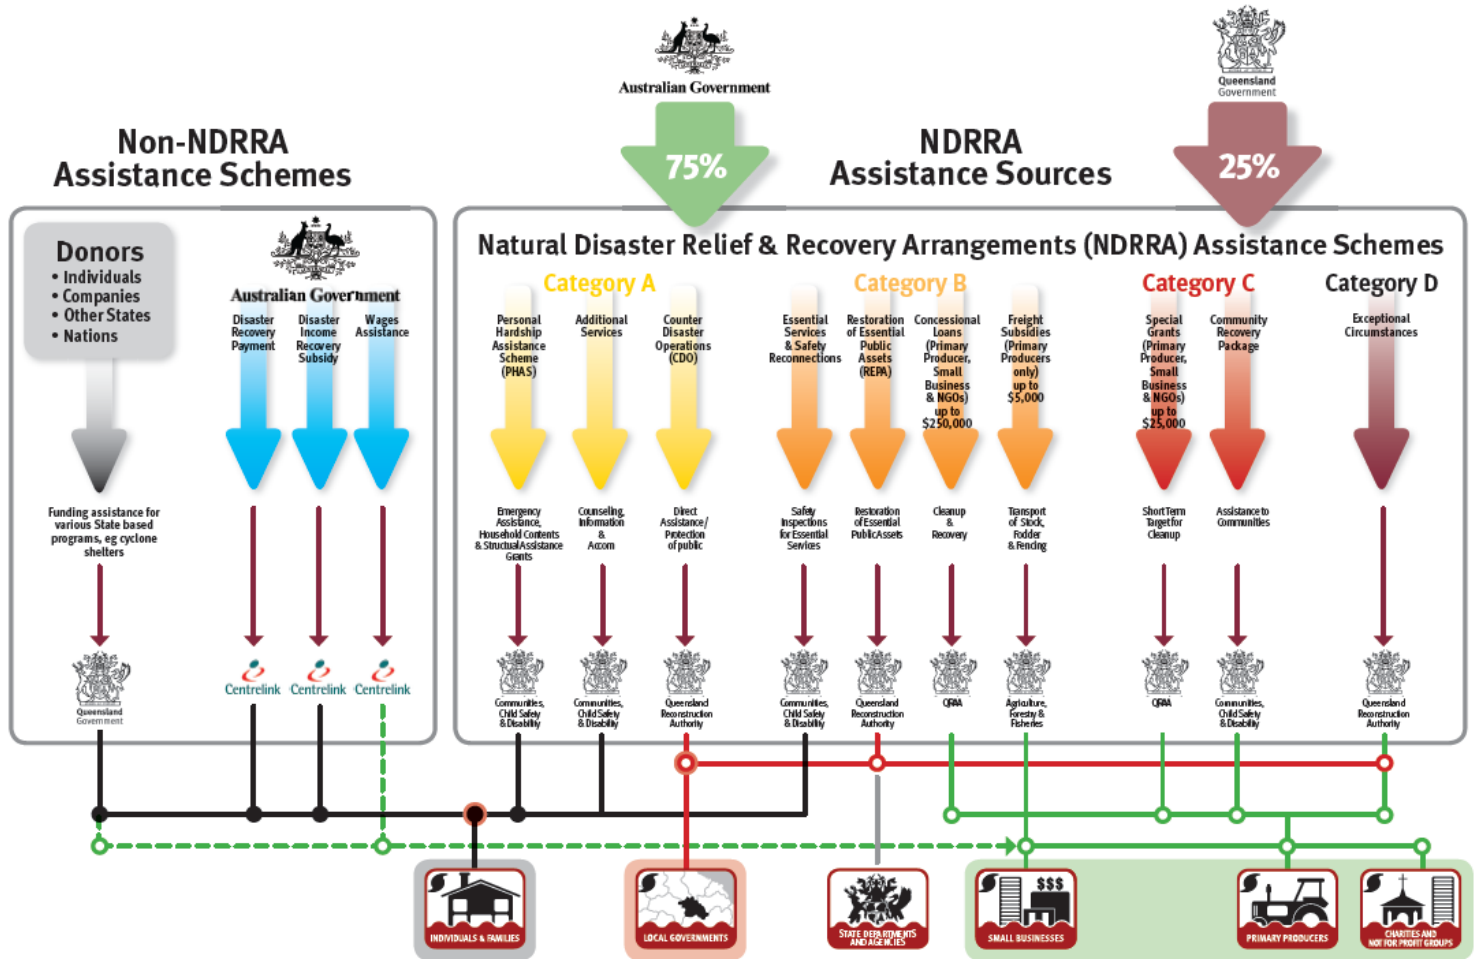 Australian Government
Queensland
Government
75%
25%
Non-NDRRA
Assistance Schemes
NDRRA
Assistance Sources
Donors
• Individuals
• Companies
• Other States
• Nations
Australian Government
Disaster
Recovery
Payment
Disaster
Income
Recovery
Subsidy
Wages
Assistance
Funding assistance for
various State based
programs, eg cyclone
shelters
Queensland
Government
Centrelink
Centrelink
Centrelink
Natural Disaster Relief & Recovery Arrangements (NDRRA) Assistance Schemes
Category A
Category B
Category C
Category D
Personal
Hardship
Assistance
Scheme
(PHAS)
Additional
Services
Counter
Disaster
Operations
(CDO)
Essential
Services
& Safety
Reconnections
Restoration
of Essential
Public
Assets
(REPA)
Concessional
Loans
(Primary
Producer,
Small
Business
& NGOs)
up to
$250,000
Freight
Subsidies
(Primary
Producers
only)
up to
$5,000
Special
Grants
(Primary
Producer,
Small
Business
& NGOs)
up to
$25,000
Community
Recovery
Package
Exceptional
Circumstances
Emergency
Assistance,
Household Contents
& Structual Assistance
Grants
Counseling,
Information
&
Accom
Direct
Assistance/
Protection
of public
Safety
Inspections
for Essential
Services
Restoration
of Essential
Public Assets
Cleanup
&
Recovery
Transport
of Stock,
Fodder
& Fencing
Short Term
Target for
Cleanup
Assistance to
Communities
Communities,
Child Safety
& Disability
Communities,
Child Safety
& Disability
Queensland
Reconstruction
Authority
Communities,
Child Safety
& Disability
Queensland
Reconstruction
Authority
QRAA
Agriculture,
Forestry &
Fisheries
QRAA
Communities,
Child Safety
& Disability
Queensland
Reconstruction
Authority
INDIVIDUALS & FAMILIES
LOCAL GOVERNMENTS
STATE DEPARTMENTS
AND AGENCIES
$$$
SMALL BUSINESSES
PRIMARY PRODUCERS
CHARITIES AND
NOT FOR PROFIT GROUPS